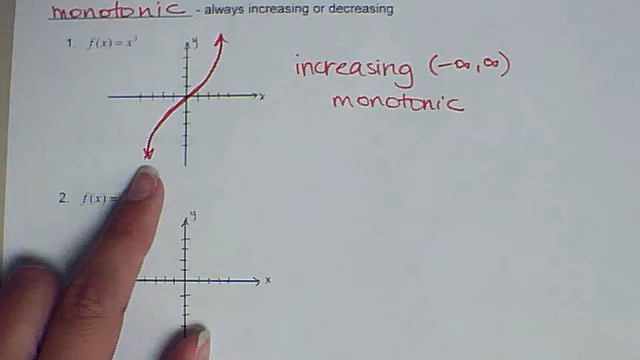 monotonic - always increasing or decreasing
1. f(x) = x³
y
x
increasing (-∞,∞)
monotonic
2. f(x) =
y
x